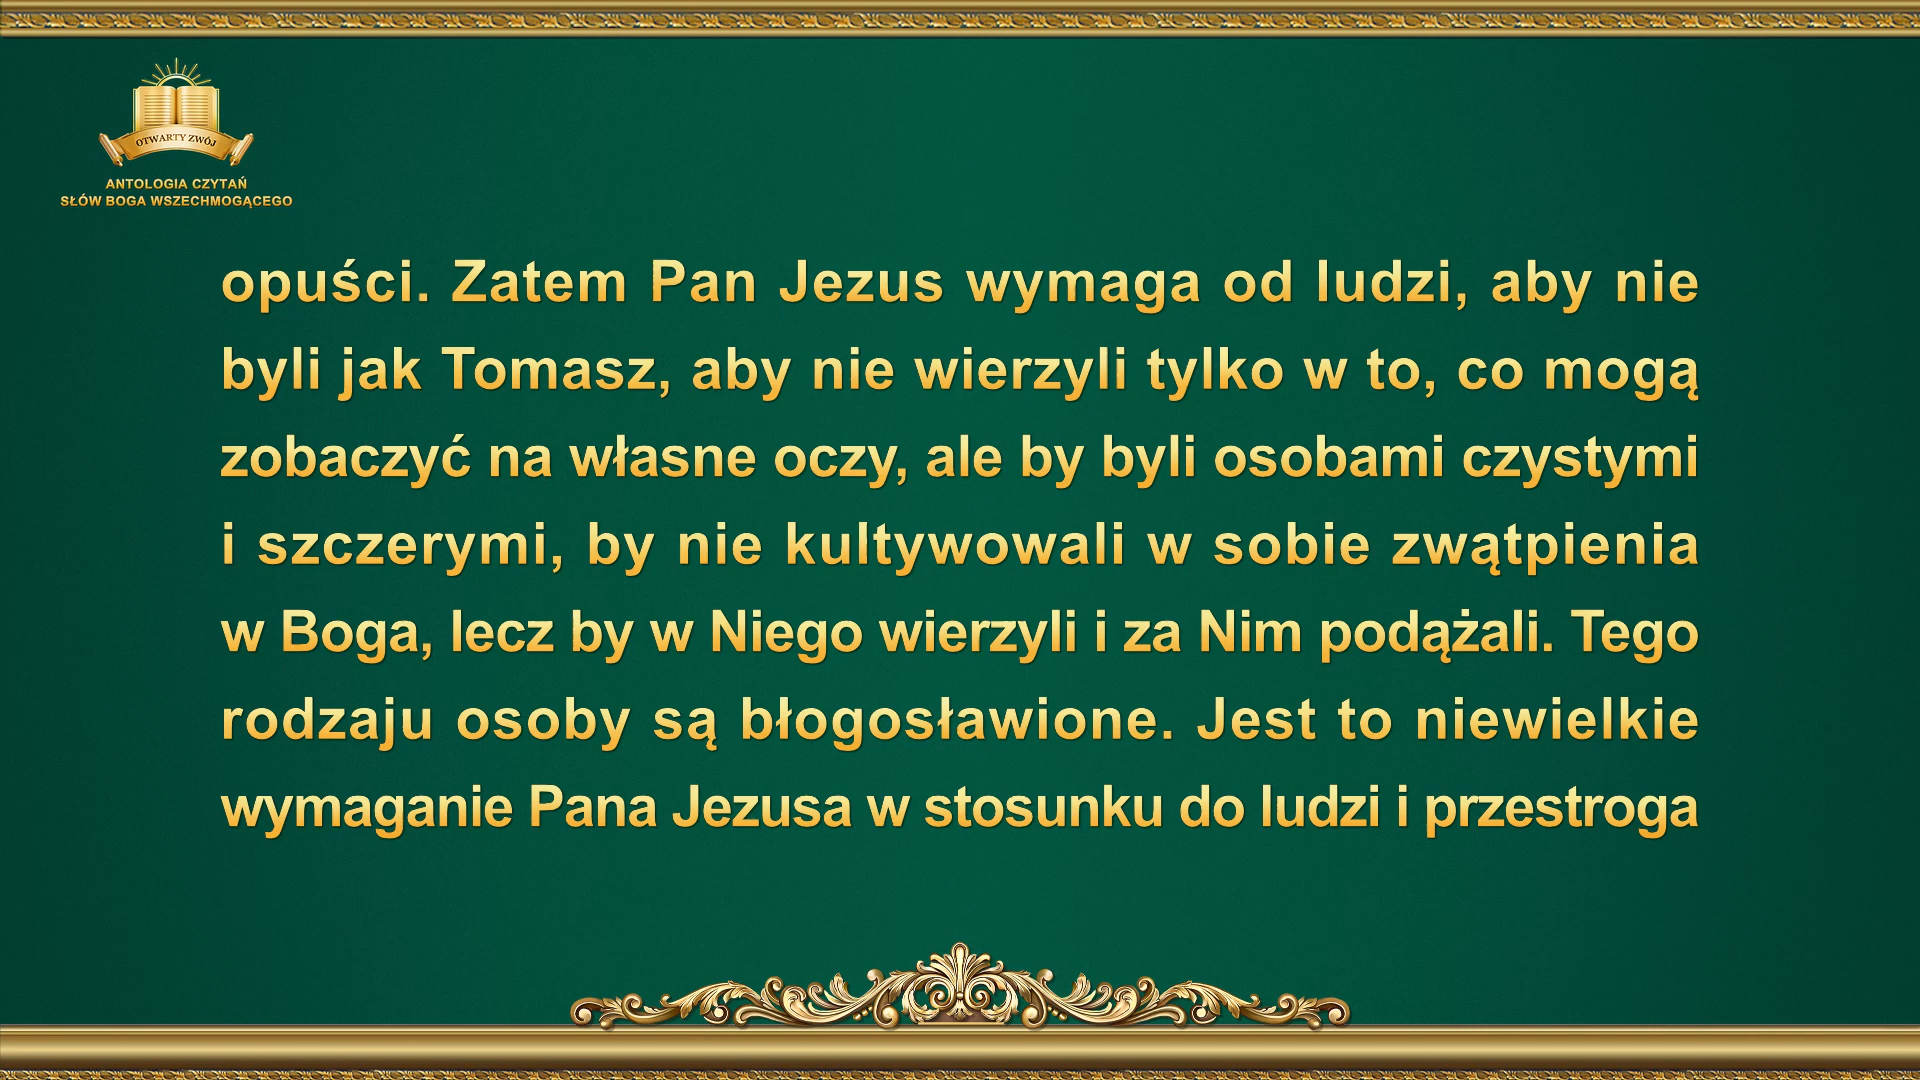 OTWARTY ZWÓJ
ANTOLOGIA CZYTAŃ
SŁÓW BOGA WSZECHMOGĄCEGO
opuści. Zatem Pan Jezus wymaga od ludzi, aby nie
byli jak Tomasz, aby nie wierzyli tylko w to, co mogą
zobaczyć na własne oczy, ale by byli osobami czystymi
i szczerymi, by nie kultywowali w sobie zwątpienia
w Boga, lecz by w Niego wierzyli i za Nim podążali. Tego
rodzaju osoby są błogosławione. Jest to niewielkie
wymaganie Pana Jezusa w stosunku do ludzi i przestroga